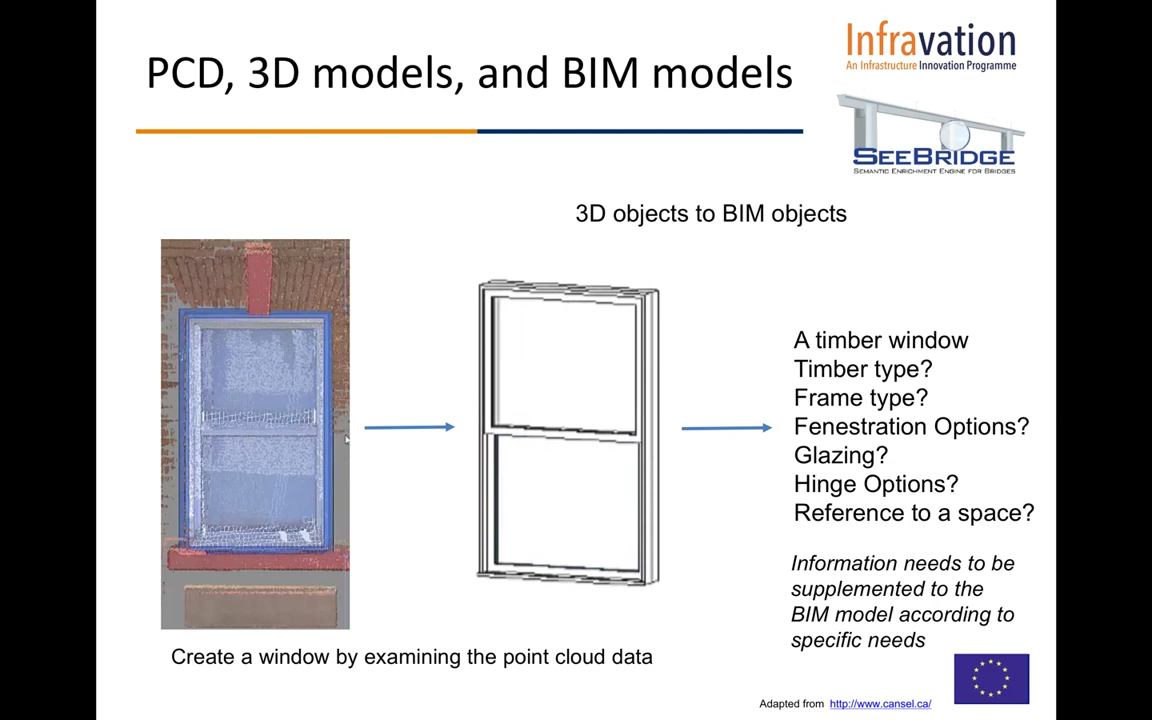 PCD, 3D models, and BIM models
Infravation
An Infrastructure Innovation Programme
SEEBRIDGE
SEMANTIC ENRICHMENT ENGINE FOR BRIDGES
3D objects to BIM objects
A timber window
Timber type?
Frame type?
Fenestration Options?
Glazing?
Hinge Options?
Reference to a space?
Information needs to be
supplemented to the
BIM model according to
specific needs
Create a window by examining the point cloud data
Adapted from http://www.cansel.ca/